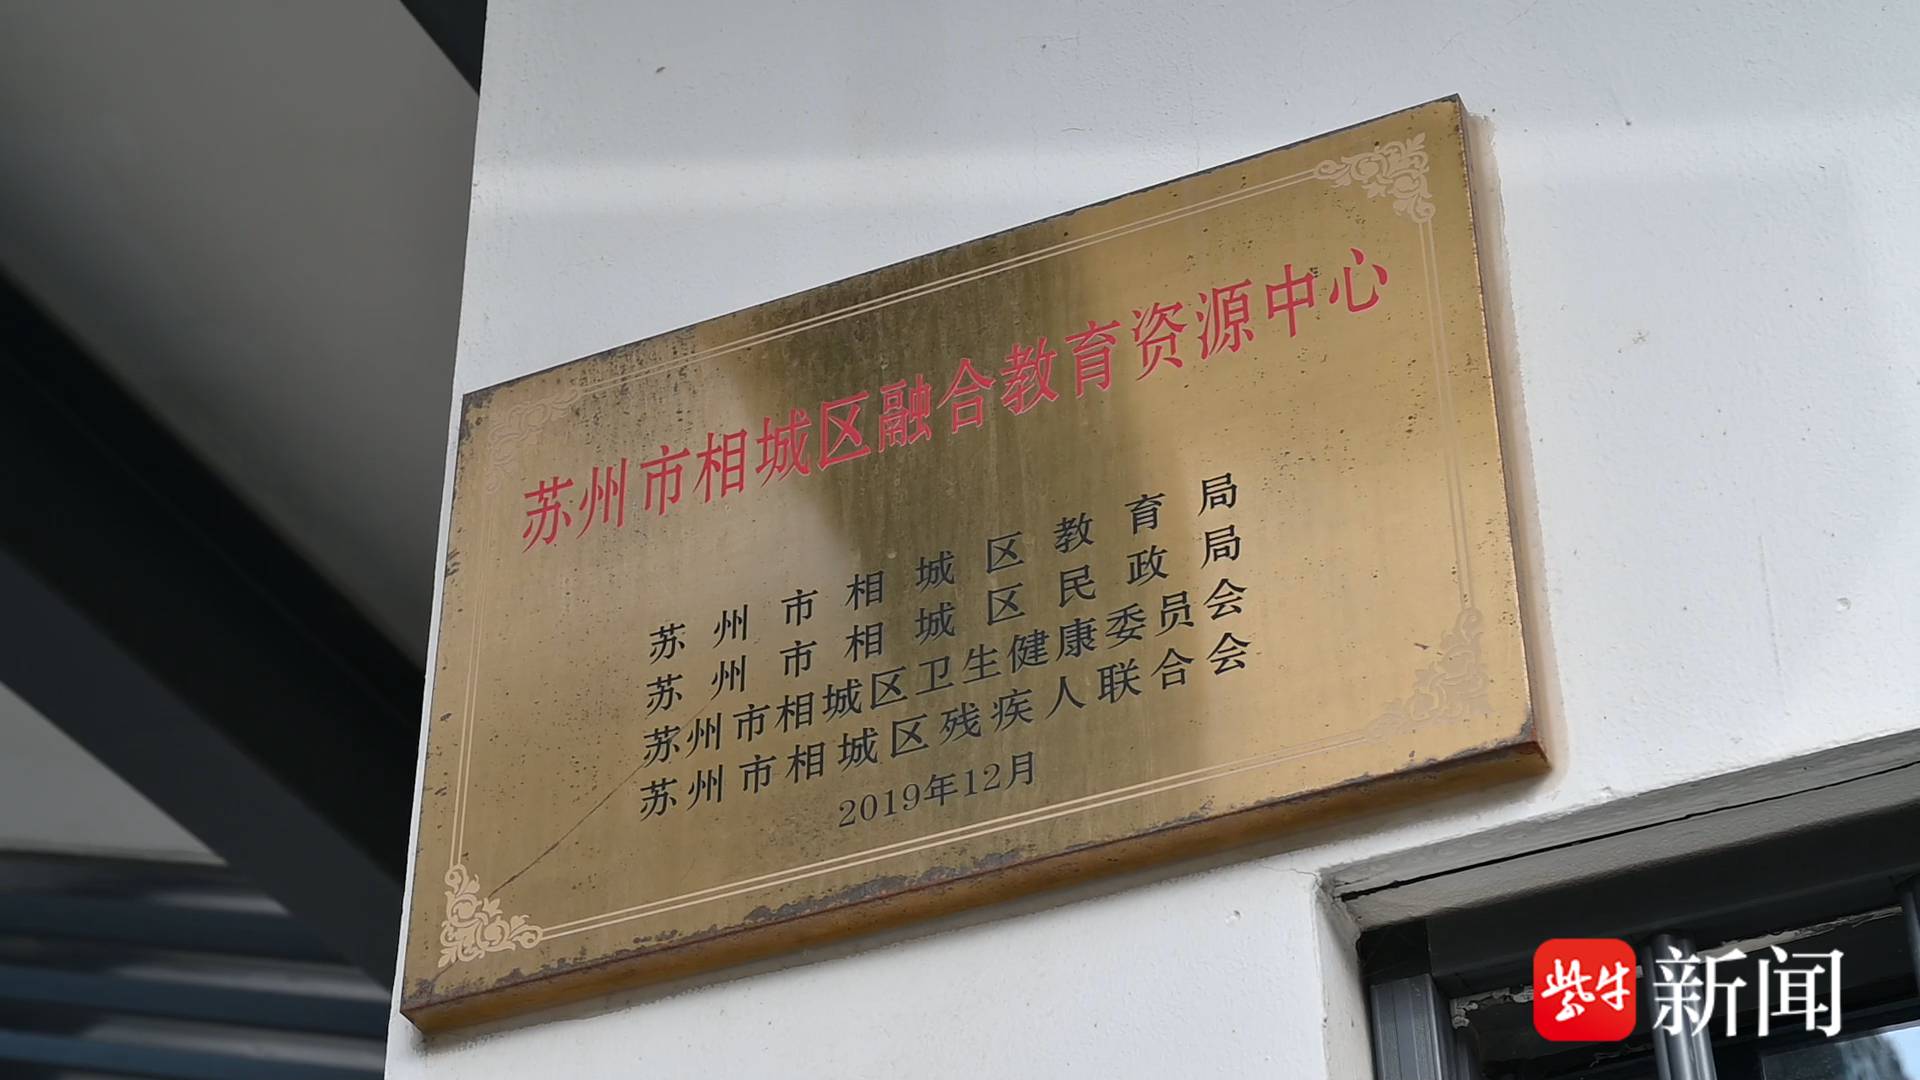 苏州市相城区融合教育资源中心
苏州市相城区教育局
苏州市相城区民政局
苏州市相城区卫生健康委员会
苏州市相城区残疾人联合会
2019年12月
紫牛新闻